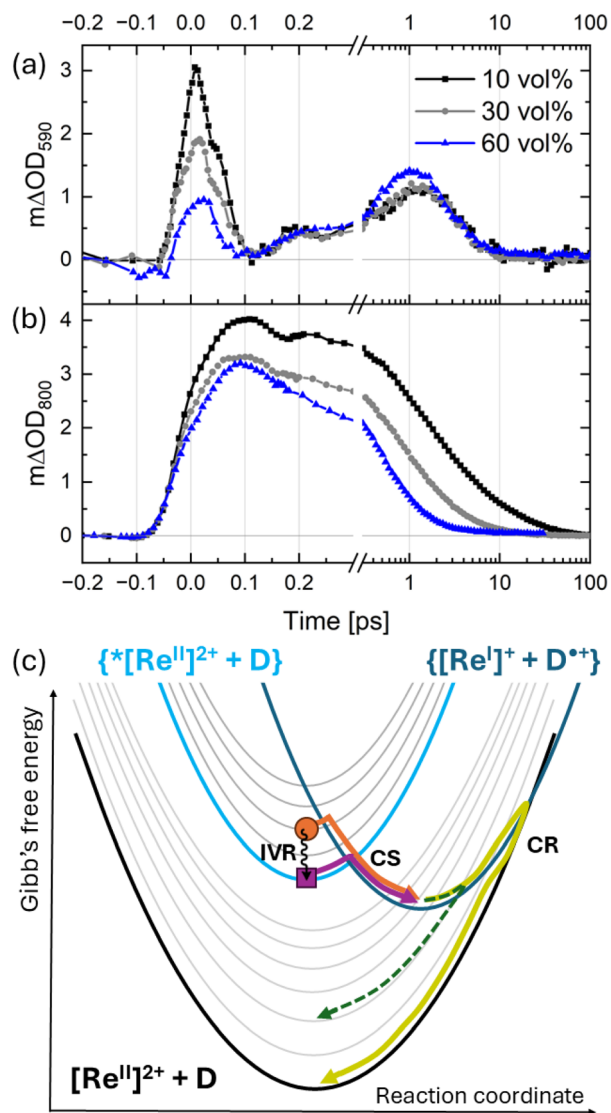 −0.2 −0.1 0.0 0.1 0.2 1 10 100
(a)
3
2
1
0
mΔOD₅₉₀
10 vol%
30 vol%
60 vol%
(b)
4
3
2
1
0
mΔOD₈₀₀
−0.2 −0.1 0.0 0.1 0.2 1 10 100
Time [ps]
(c)
{*[Reᴵᴵ]²⁺ + D} {[Reᴵ]⁺ + D•⁺}
Gibb's free energy
IVR
CS
CR
[Reᴵᴵ]²⁺ + D
Reaction coordinate